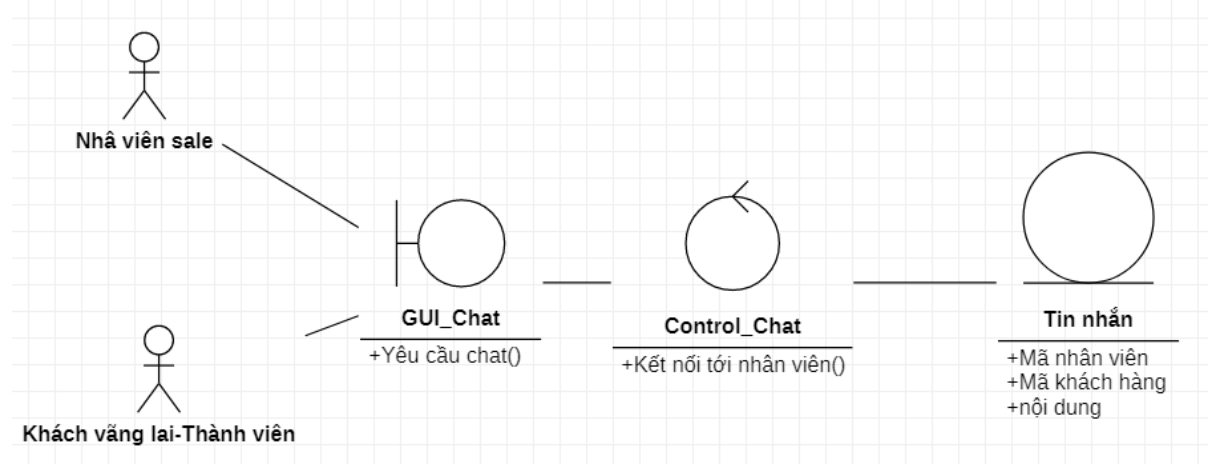 Nhâ viên sale
GUI_Chat
+Yêu cầu chat()
Control_Chat
+Kết nối tới nhân viên()
Tin nhắn
+Mã nhân viên
+Mã khách hàng
+nội dung
Khách vãng lai-Thành viên